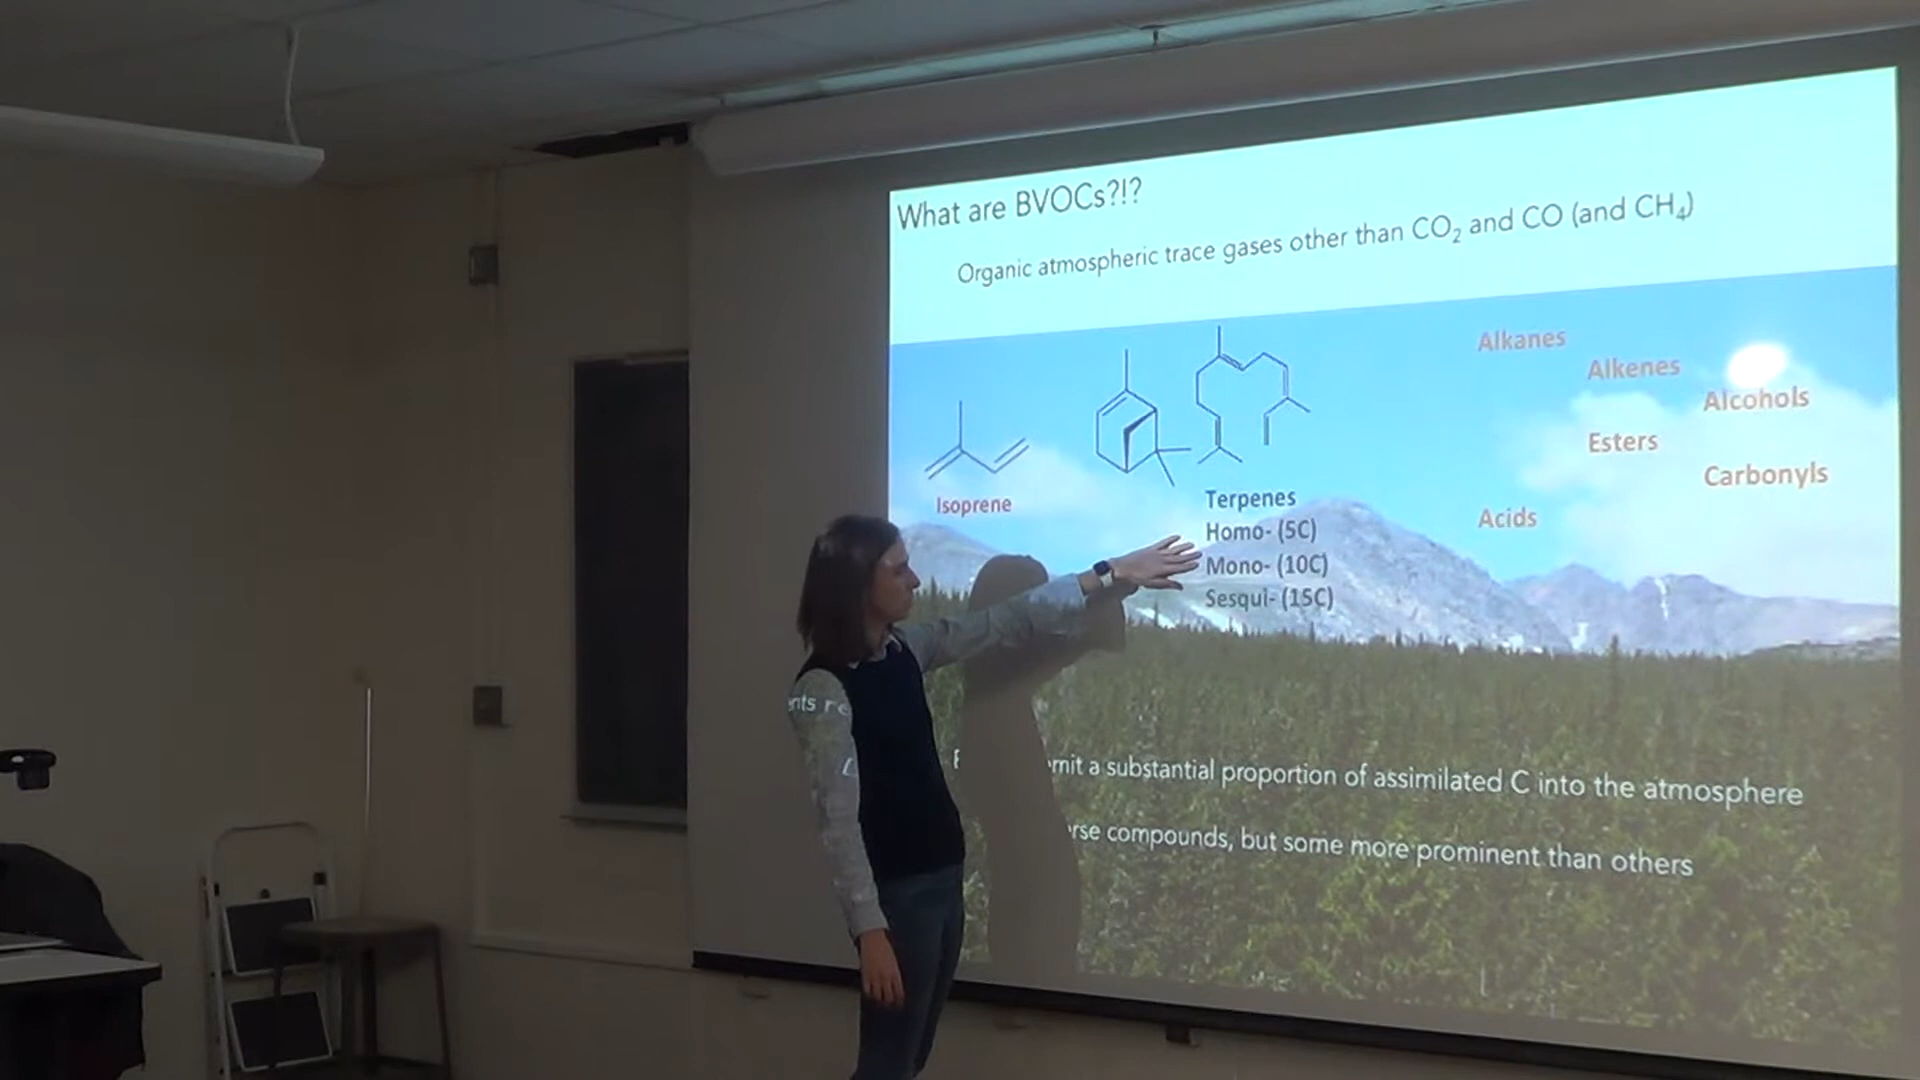 What are BVOCs?!?
Organic atmospheric trace gases other than CO₂ and CO (and CH₄)
Isoprene
Terpenes
Homo- (5C)
Mono- (10C)
Sesqui- (15C)
Alkanes
Alkenes
Alcohols
Esters
Carbonyls
Acids
mit a substantial proportion of assimilated C into the atmosphere
rse compounds, but some more prominent than others
nts re